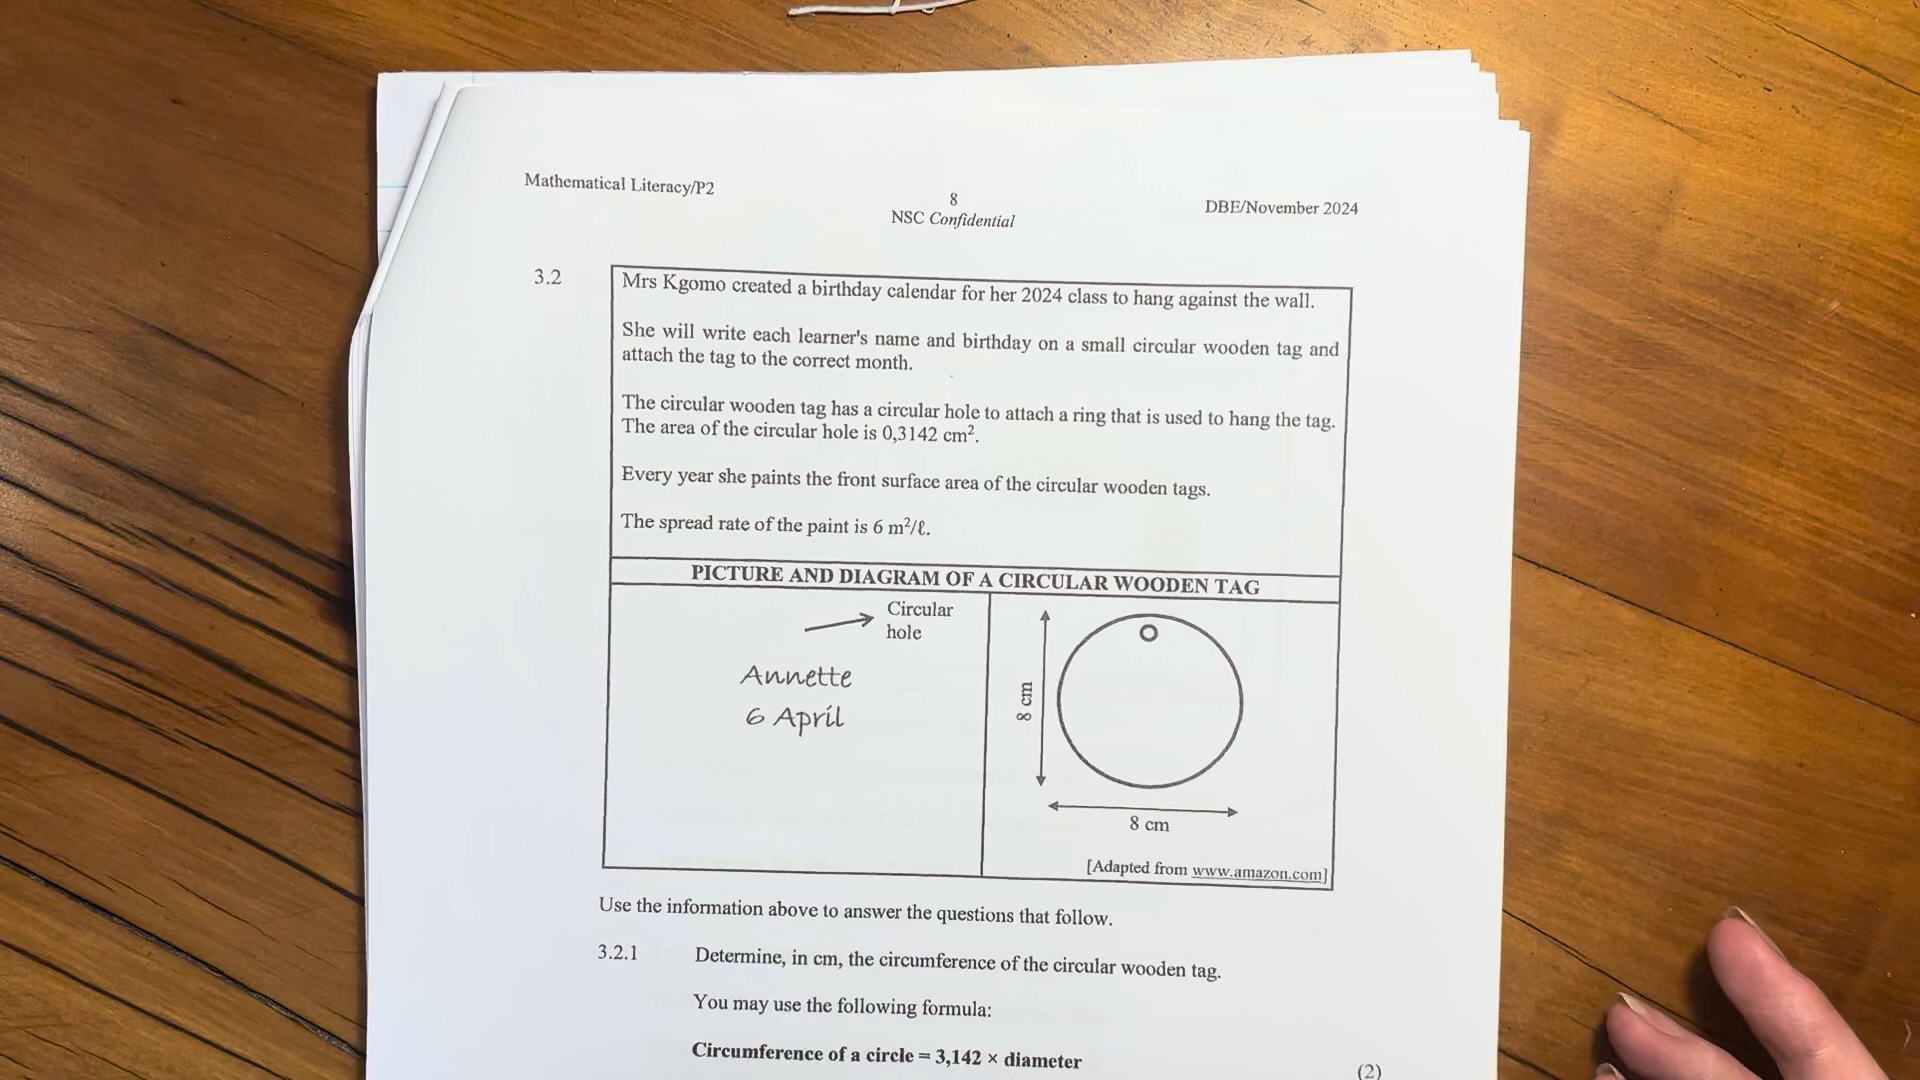 Mathematical Literacy/P2
8
NSC Confidential
DBE/November 2024
3.2
Mrs Kgomo created a birthday calendar for her 2024 class to hang against the wall.
She will write each learner's name and birthday on a small circular wooden tag and
attach the tag to the correct month.
The circular wooden tag has a circular hole to attach a ring that is used to hang the tag.
The area of the circular hole is 0,3142 cm².
Every year she paints the front surface area of the circular wooden tags.
The spread rate of the paint is 6 m²/ℓ.
PICTURE AND DIAGRAM OF A CIRCULAR WOODEN TAG
Circular
hole
Annette
6 April
8 cm
8 cm
[Adapted from www.amazon.com]
Use the information above to answer the questions that follow.
3.2.1 Determine, in cm, the circumference of the circular wooden tag.
You may use the following formula:
Circumference of a circle = 3,142 × diameter
(2)